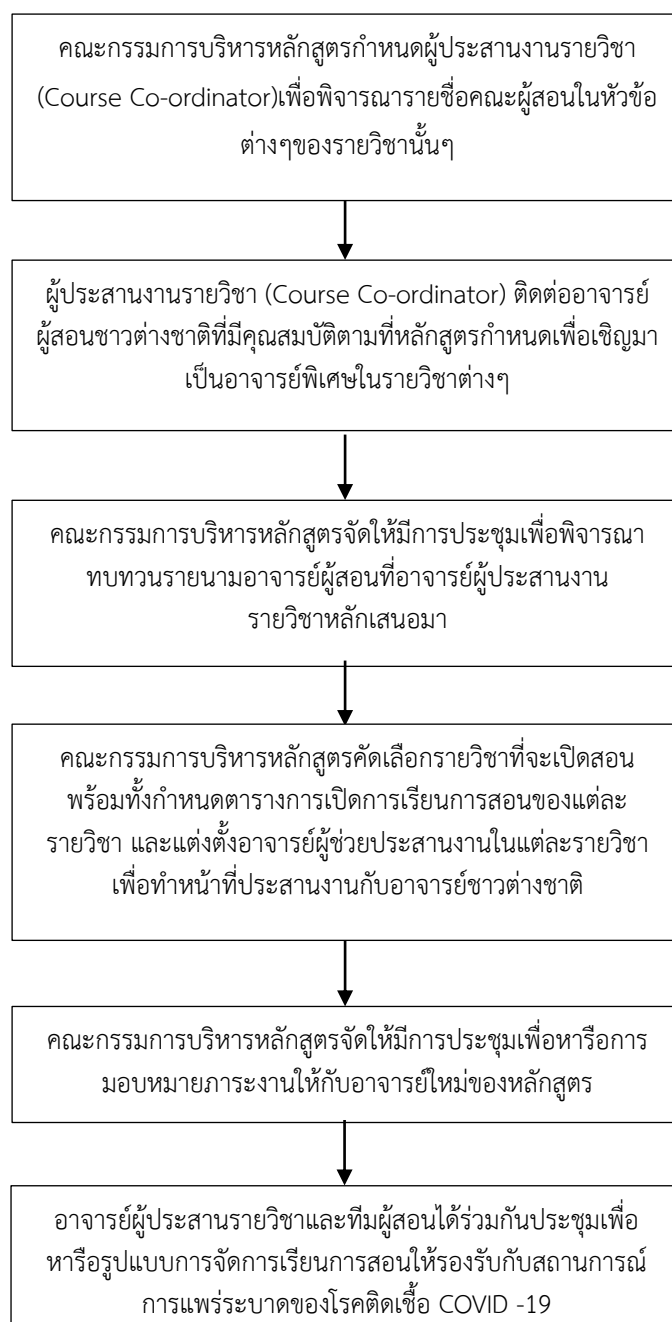 คณะกรรมการบริหารหลักสูตรกำหนดผู้ประสานงานรายวิชา
(Course Co-ordinator)เพื่อพิจารณารายชื่อคณะผู้สอนในหัวข้อ
ต่างๆของรายวิชานั้นๆ
ผู้ประสานงานรายวิชา (Course Co-ordinator) ติดต่ออาจารย์
ผู้สอนชาวต่างชาติที่มีคุณสมบัติตามที่หลักสูตรกำหนดเพื่อเชิญมา
เป็นอาจารย์พิเศษในรายวิชาต่างๆ
คณะกรรมการบริหารหลักสูตรจัดให้มีการประชุมเพื่อพิจารณา
ทบทวนรายนามอาจารย์ผู้สอนที่อาจารย์ผู้ประสานงาน
รายวิชาหลักเสนอมา
คณะกรรมการบริหารหลักสูตรคัดเลือกรายวิชาที่จะเปิดสอน
พร้อมทั้งกำหนดตารางการเปิดการเรียนการสอนของแต่ละ
รายวิชา และแต่งตั้งอาจารย์ผู้ช่วยประสานงานในแต่ละรายวิชา
เพื่อทำหน้าที่ประสานงานกับอาจารย์ชาวต่างชาติ
คณะกรรมการบริหารหลักสูตรจัดให้มีการประชุมเพื่อหารือการ
มอบหมายภาระงานให้กับอาจารย์ใหม่ของหลักสูตร
อาจารย์ผู้ประสานรายวิชาและทีมผู้สอนได้ร่วมกันประชุมเพื่อ
หารือรูปแบบการจัดการเรียนการสอนให้รองรับกับสถานการณ์
การแพร่ระบาดของโรคติดเชื้อ COVID -19